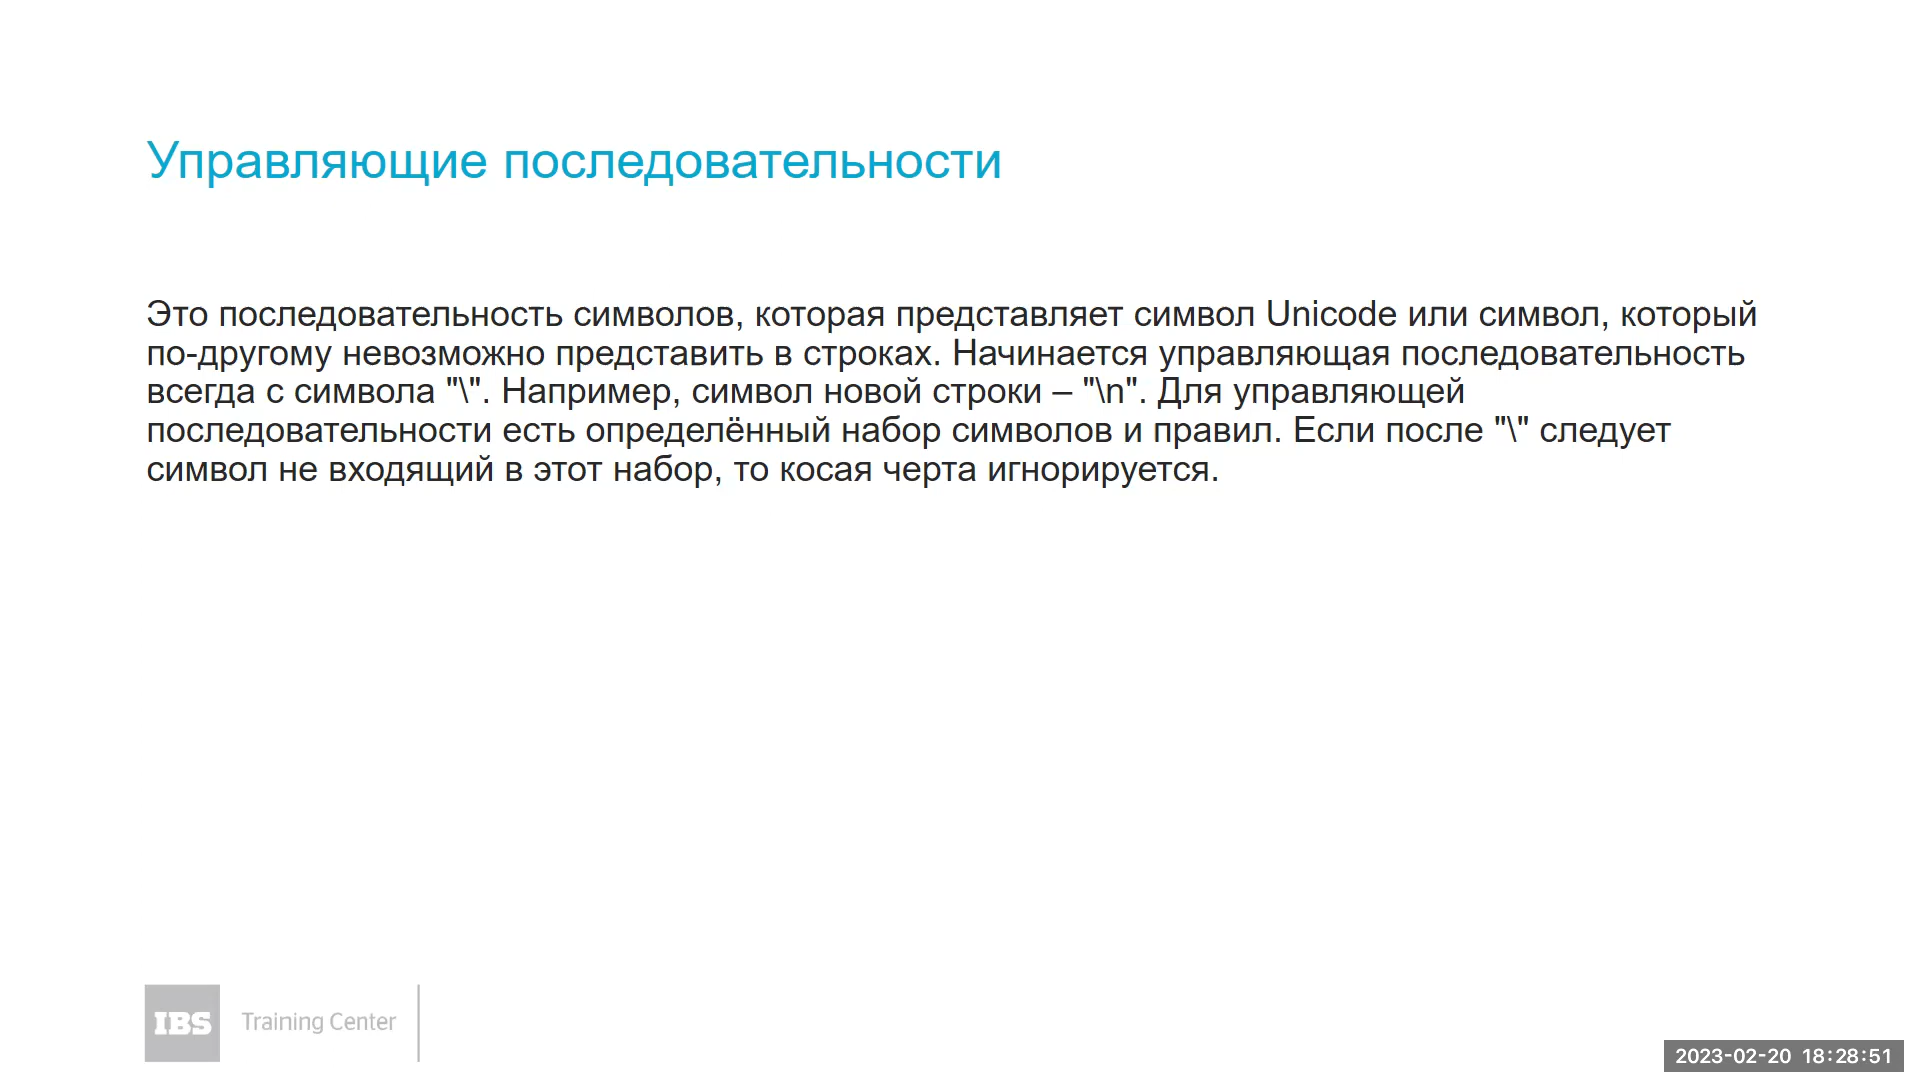 Управляющие последовательности
Это последовательность символов, которая представляет символ Unicode или символ, который
по-другому невозможно представить в строках. Начинается управляющая последовательность
всегда с символа "\". Например, символ новой строки – "\n". Для управляющей
последовательности есть определённый набор символов и правил. Если после "\" следует
символ не входящий в этот набор, то косая черта игнорируется.
IBS Training Center
2023-02-20 18:28:51